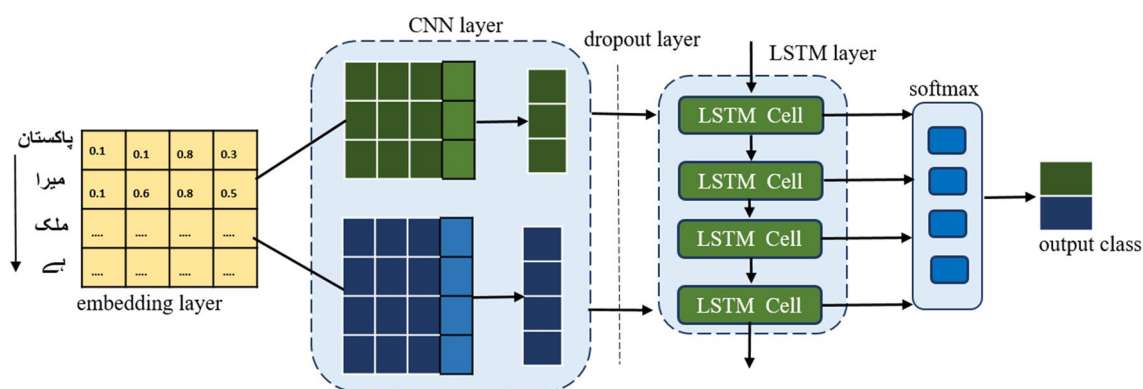 CNN layer
dropout layer
LSTM layer
softmax
پاکستان
0.1 0.1 0.8 0.3
میرا
0.1 0.6 0.8 0.5
ملک
.... .... .... ....
ہے
.... .... .... ....
embedding layer
LSTM Cell
LSTM Cell
LSTM Cell
LSTM Cell
output class